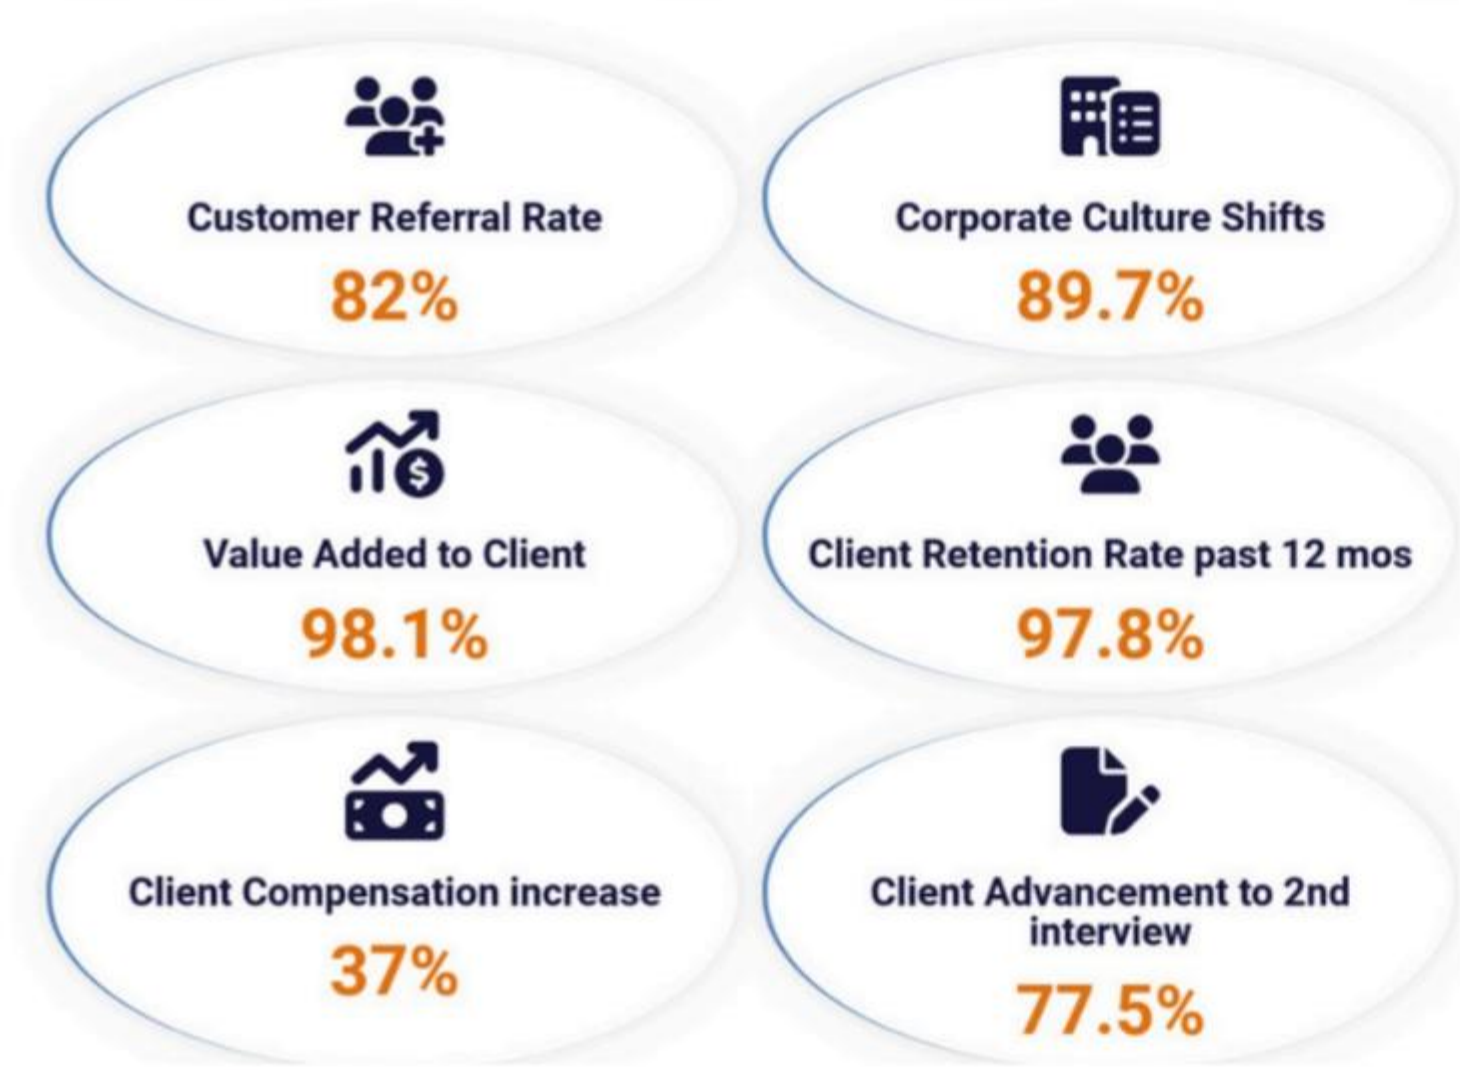 Customer Referral Rate
82%
Corporate Culture Shifts
89.7%
Value Added to Client
98.1%
Client Retention Rate past 12 mos
97.8%
Client Compensation increase
37%
Client Advancement to 2nd
interview
77.5%